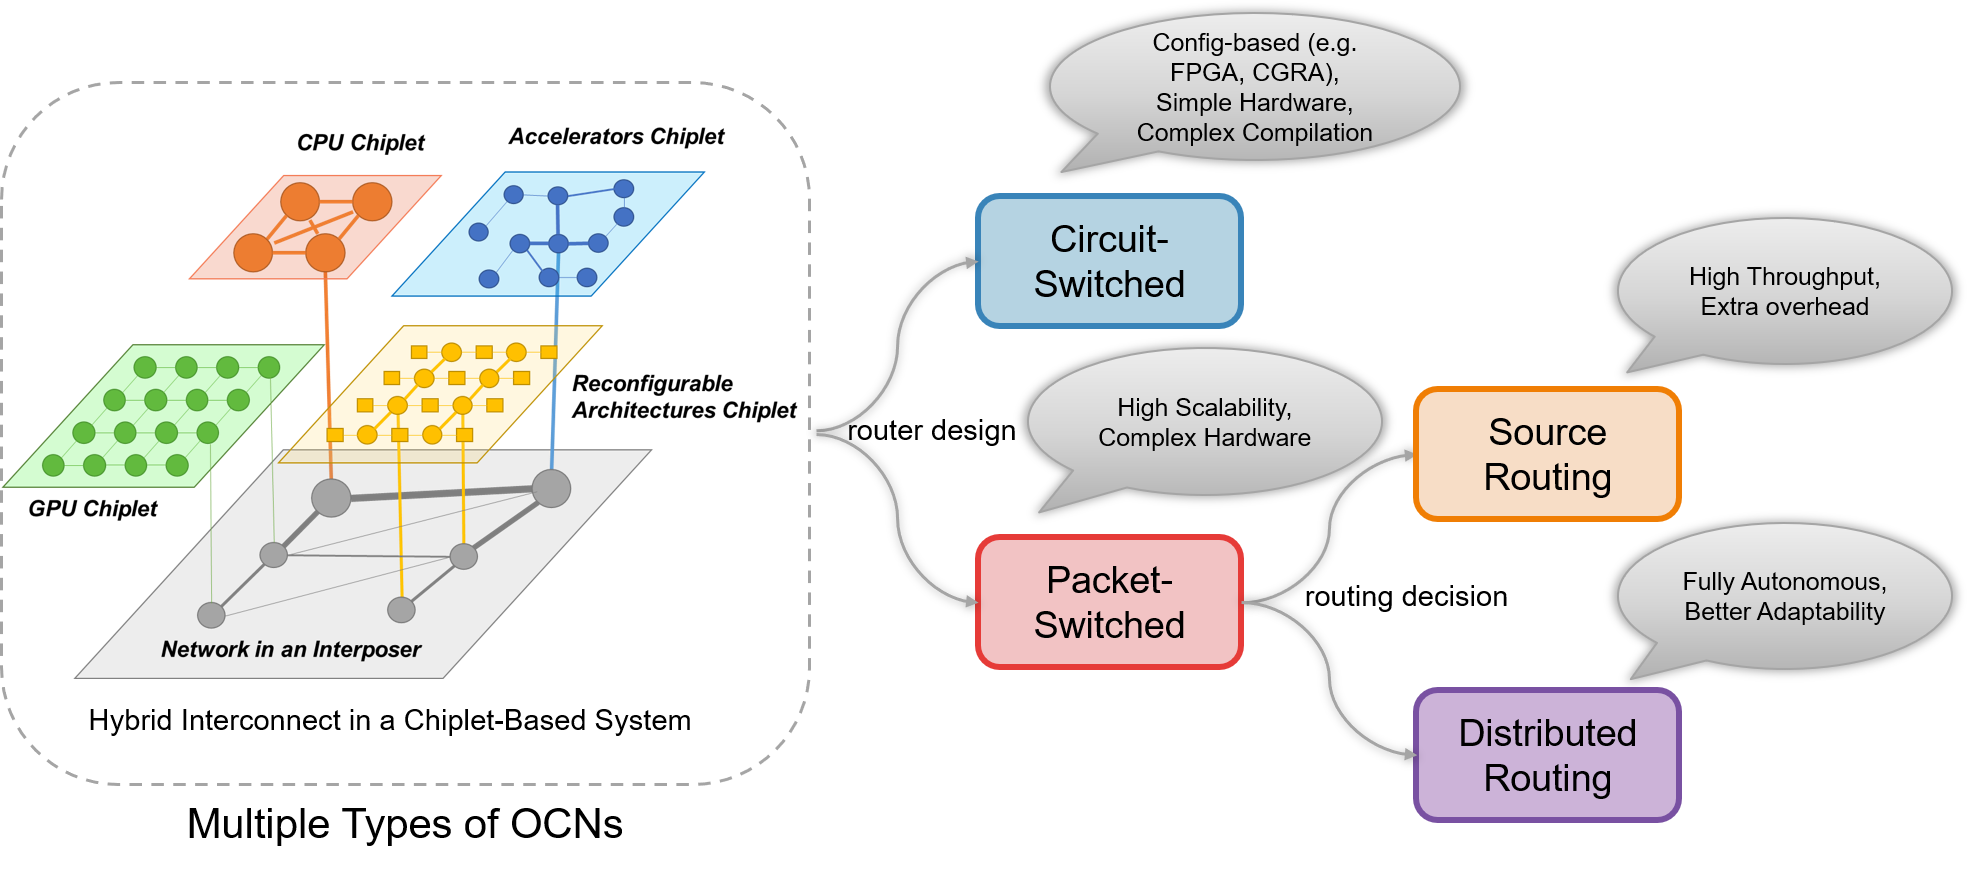 CPU Chiplet
Accelerators Chiplet
Reconfigurable
Architectures Chiplet
GPU Chiplet
Network in an Interposer
Hybrid Interconnect in a Chiplet-Based System
Multiple Types of OCNs
router design
Config-based (e.g.
FPGA, CGRA),
Simple Hardware,
Complex Compilation
Circuit-
Switched
High Scalability,
Complex Hardware
Packet-
Switched
routing decision
High Throughput,
Extra overhead
Source
Routing
Fully Autonomous,
Better Adaptability
Distributed
Routing